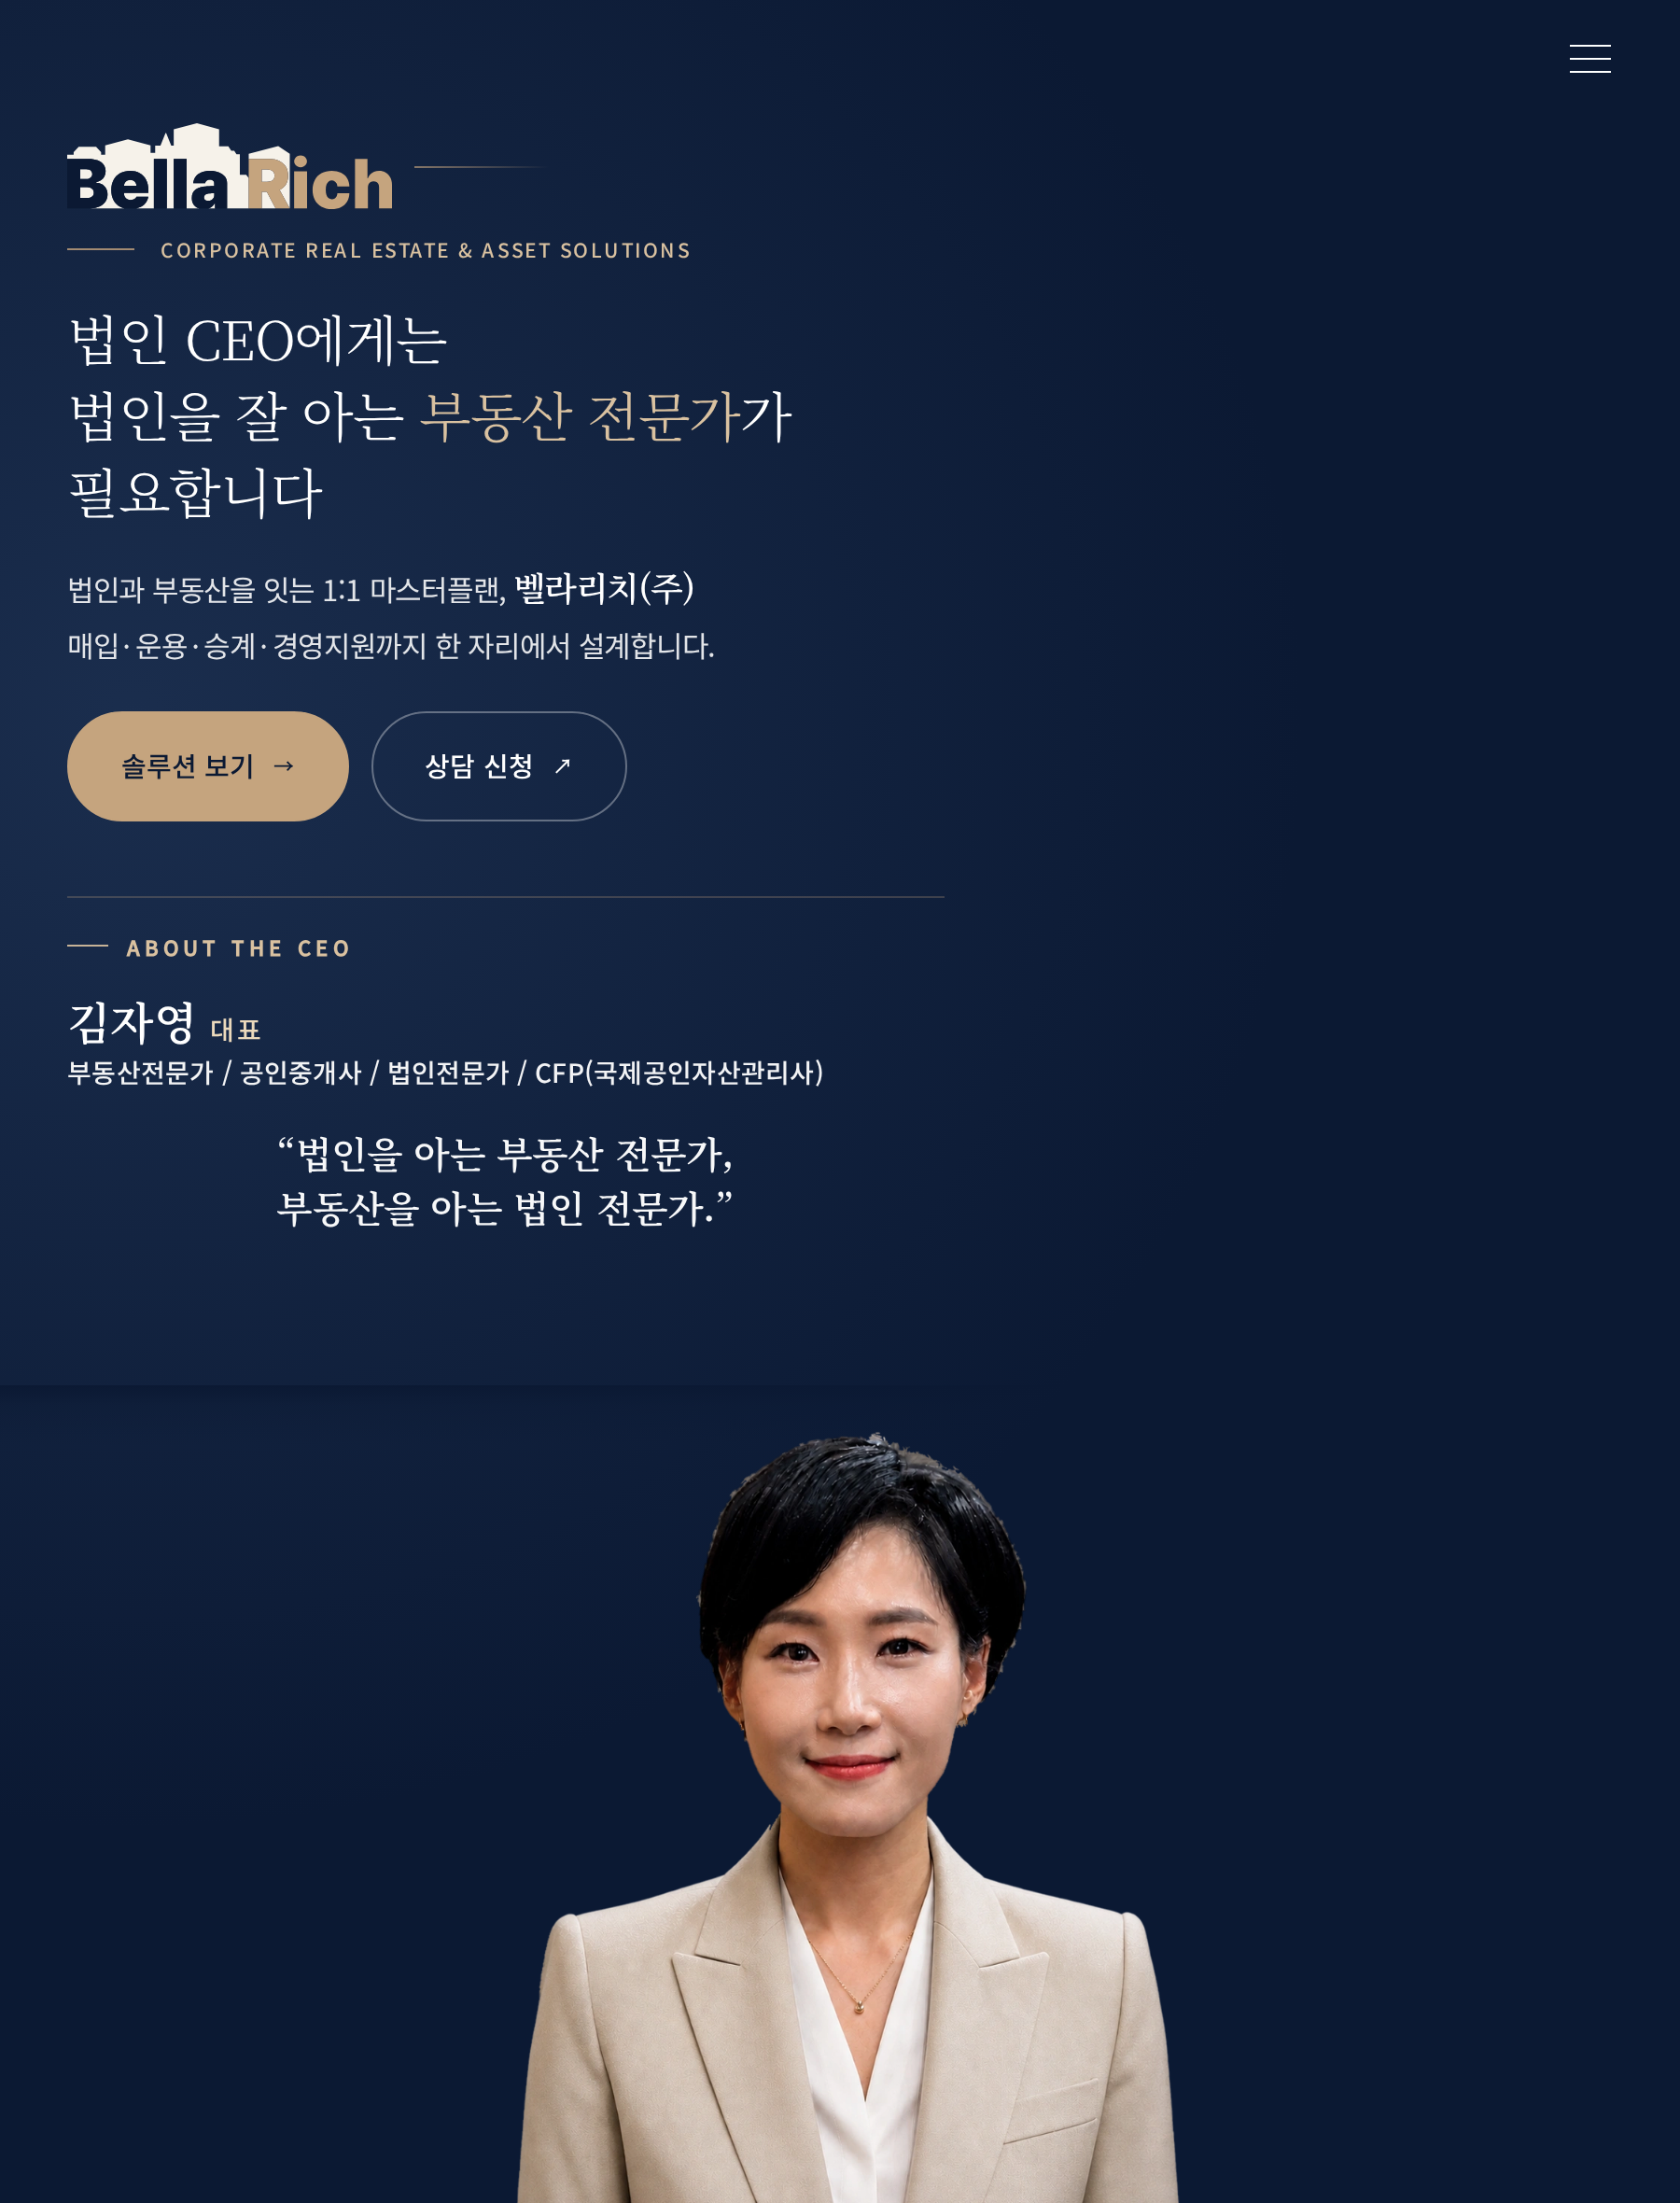 Bella Rich
CORPORATE REAL ESTATE & ASSET SOLUTIONS
법인 CEO에게는
법인을 잘 아는 부동산 전문가가
필요합니다
법인과 부동산을 잇는 1:1 마스터플랜, 벨라리치(주)
매입·운용·승계·경영지원까지 한 자리에서 설계합니다.
솔루션 보기 →
상담 신청 ↗
ABOUT THE CEO
김자영 대표
부동산전문가 / 공인중개사 / 법인전문가 / CFP(국제공인자산관리사)
“법인을 아는 부동산 전문가,
부동산을 아는 법인 전문가.”